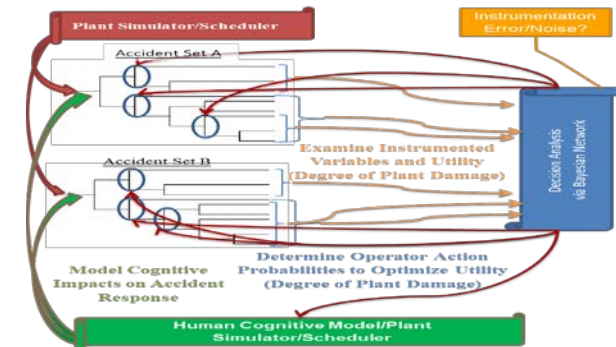 Plant Simulator/Scheduler
Instrumentation
Error/Noise?
Accident Set A
Examine Instrumented
Variables and Utility
(Degree of Plant Damage)
Decision Analysis
via Bayesian Network
Accident Set B
Model Cognitive
Impacts on Accident
Response
Determine Operator Action
Probabilities to Optimize Utility
(Degree of Plant Damage)
Human Cognitive Model/Plant
Simulator/Scheduler